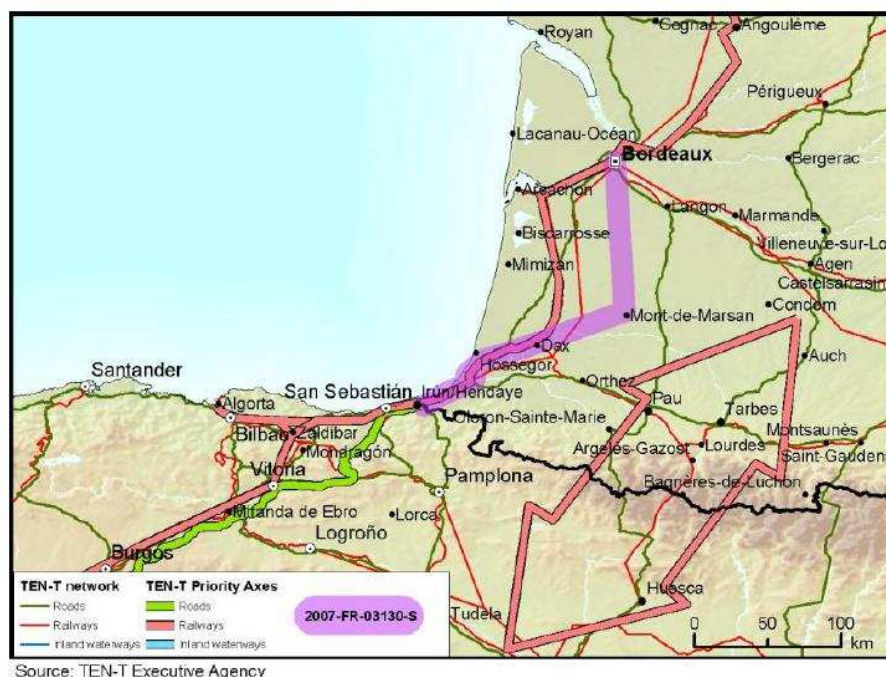 Royan
Cognac
Angoulême
Périgueux
Lacanau-Océan
Bordeaux
Bergerac
Arcachon
Langon
Marmande
Biscarrosse
Villeneuve-sur-Lo
Mimizan
Agen
Castelsarrasin
Condom
Mont-de-Marsan
Dax
Auch
Hossegor
Santander
San Sebastián
Irún/Hendaye
Orthez
Algorta
Pau
Oloron-Sainte-Marie
Tarbes
Bilbao
Zaldibar
Argelès-Gazost
Lourdes
Montsaunès
Mondragón
Saint-Gaudens
Vitoria
Pamplona
Bagnères-de-Luchon
Miranda de Ebro
Lorca
Logroño
Burgos
Huesca
Tudela
TEN-T network
TEN-T Priority Axes
Roads
Roads
2007-FR-03130-S
Railways
Railways
Inland waterways
Inland waterways
0 50 100
km
Source: TEN-T Executive Agency